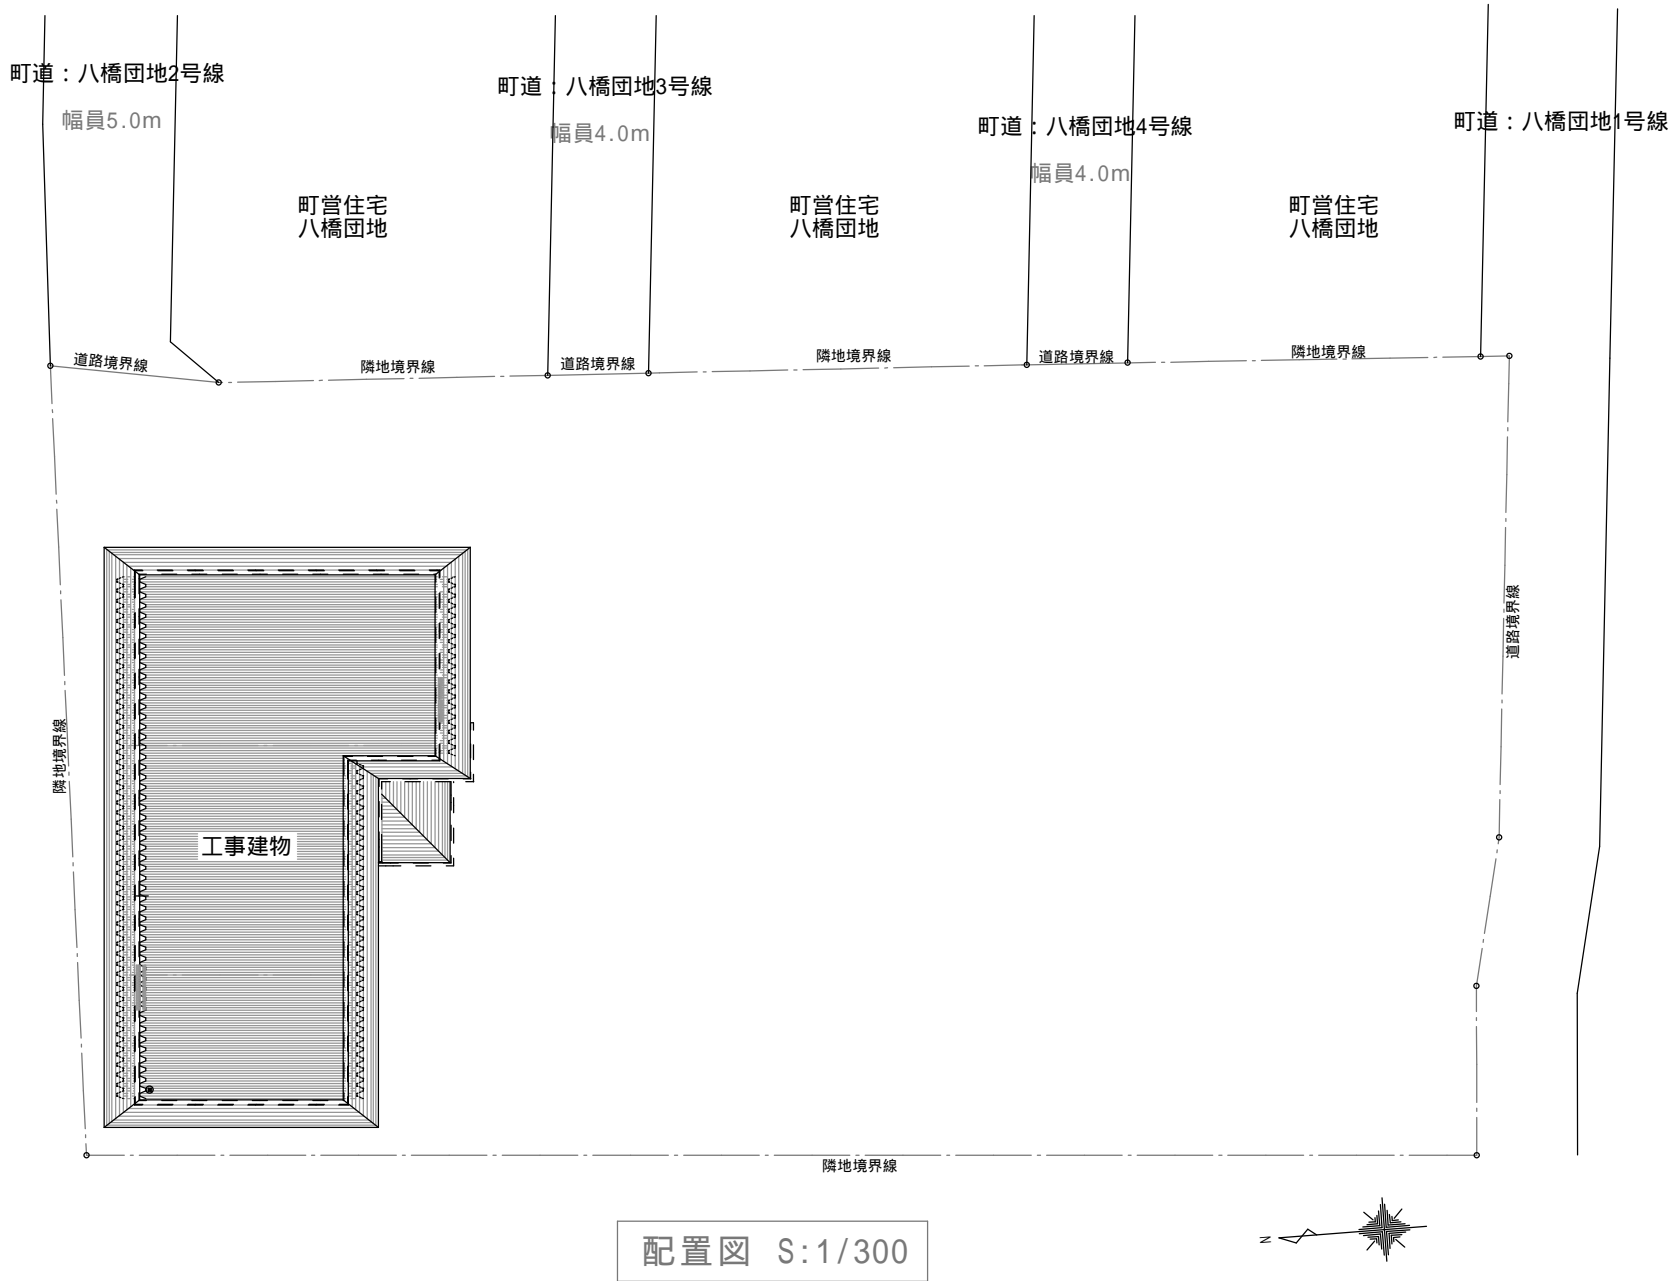 町道：八橋団地2号線
幅員5.0m
町道：八橋団地3号線
幅員4.0m
町道：八橋団地4号線
幅員4.0m
町道：八橋団地1号線
町営住宅
八橋団地
町営住宅
八橋団地
町営住宅
八橋団地
道路境界線
隣地境界線
道路境界線
隣地境界線
道路境界線
隣地境界線
道路境界線
隣地境界線
工事建物
隣地境界線
配置図 S:1/300
N